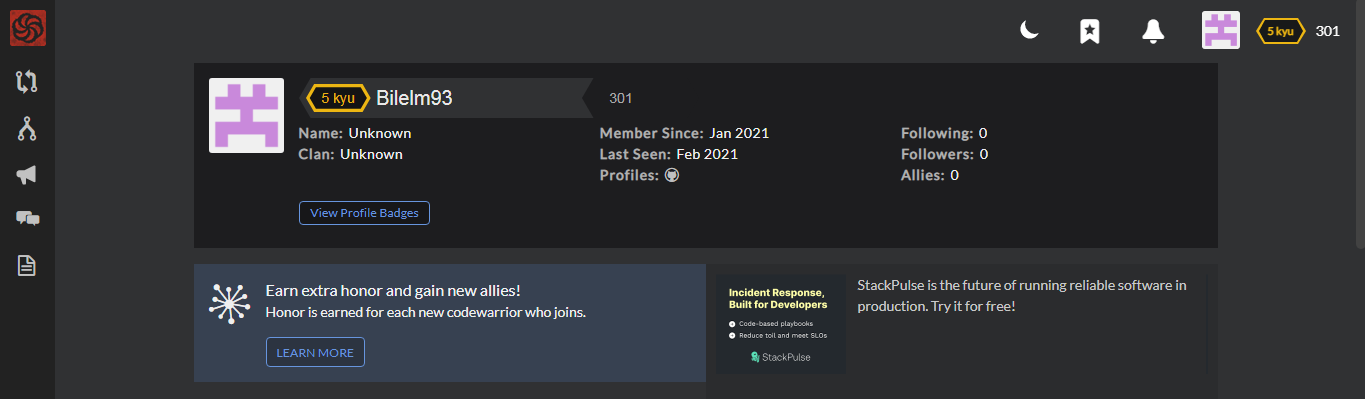 5 kyu 301
5 kyu Bilelm93 301
Name: Unknown
Clan: Unknown
Member Since: Jan 2021
Last Seen: Feb 2021
Profiles:
Following: 0
Followers: 0
Allies: 0
View Profile Badges
Earn extra honor and gain new allies!
Honor is earned for each new codewarrior who joins.
LEARN MORE
Incident Response,
Built for Developers
Code-based playbooks
Reduce toil and meet SLOs
StackPulse
StackPulse is the future of running reliable software in
production. Try it for free!